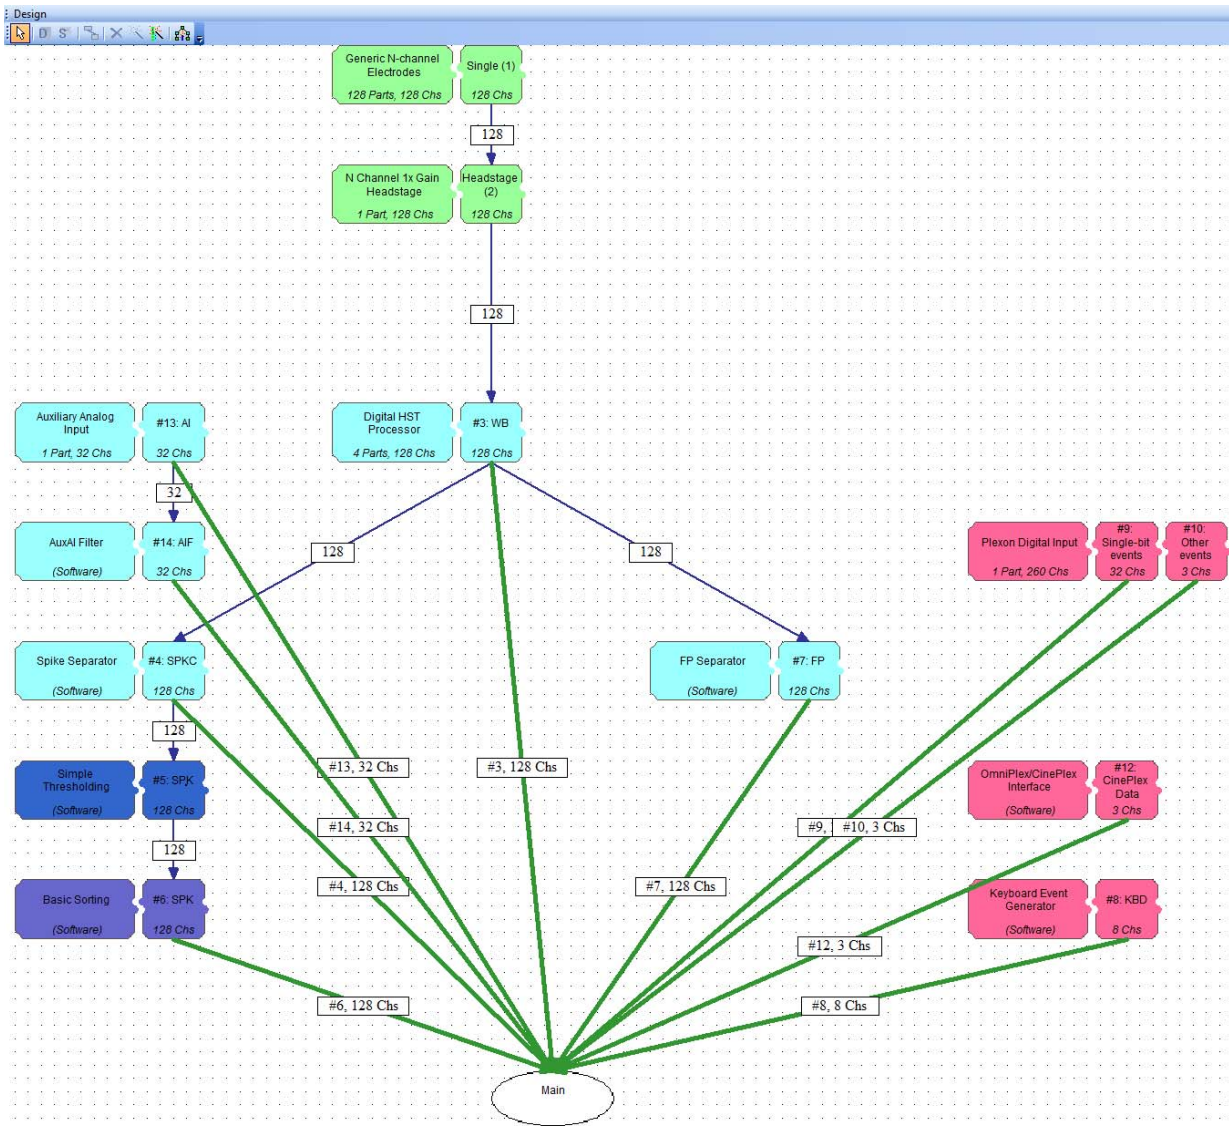 Design
Generic N-channel
Electrodes
128 Parts, 128 Chs
Single (1)
128 Chs
128
N Channel 1x Gain
Headstage
1 Part, 128 Chs
Headstage
(2)
128 Chs
128
Auxiliary Analog
Input
1 Part, 32 Chs
#13: AI
32 Chs
Digital HST
Processor
4 Parts, 128 Chs
#3: WB
128 Chs
32
AuxAI Filter
(Software)
#14: AIF
32 Chs
128
128
Plexon Digital Input
1 Part, 260 Chs
#9:
Single-bit
events
32 Chs
#10:
Other
events
3 Chs
Spike Separator
(Software)
#4: SPKC
128 Chs
FP Separator
(Software)
#7: FP
128 Chs
128
Simple
Thresholding
(Software)
#5: SPK
128 Chs
#13, 32 Chs
#3, 128 Chs
OmniPlex/CinePlex
Interface
(Software)
#12:
CinePlex
Data
3 Chs
128
#14, 32 Chs
#9,
#10, 3 Chs
Basic Sorting
(Software)
#6: SPK
128 Chs
#4, 128 Chs
#7, 128 Chs
Keyboard Event
Generator
(Software)
#8: KBD
8 Chs
#12, 3 Chs
#6, 128 Chs
#8, 8 Chs
Main